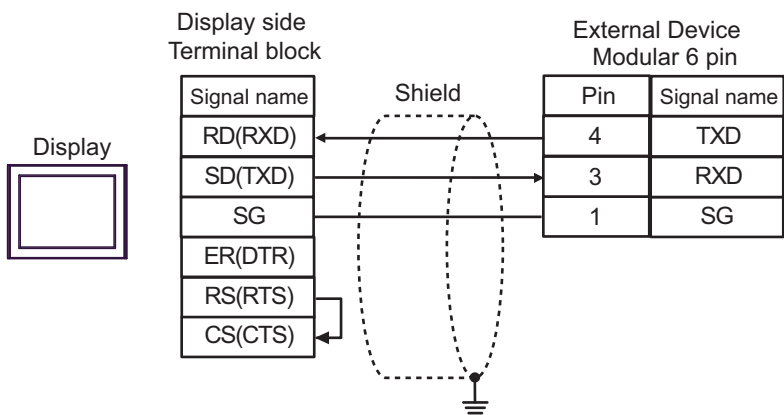 Display side
Terminal block
External Device
Modular 6 pin
Shield
Display
Signal name
Pin
Signal name
RD(RXD)
4
TXD
SD(TXD)
3
RXD
SG
1
SG
ER(DTR)
RS(RTS)
CS(CTS)